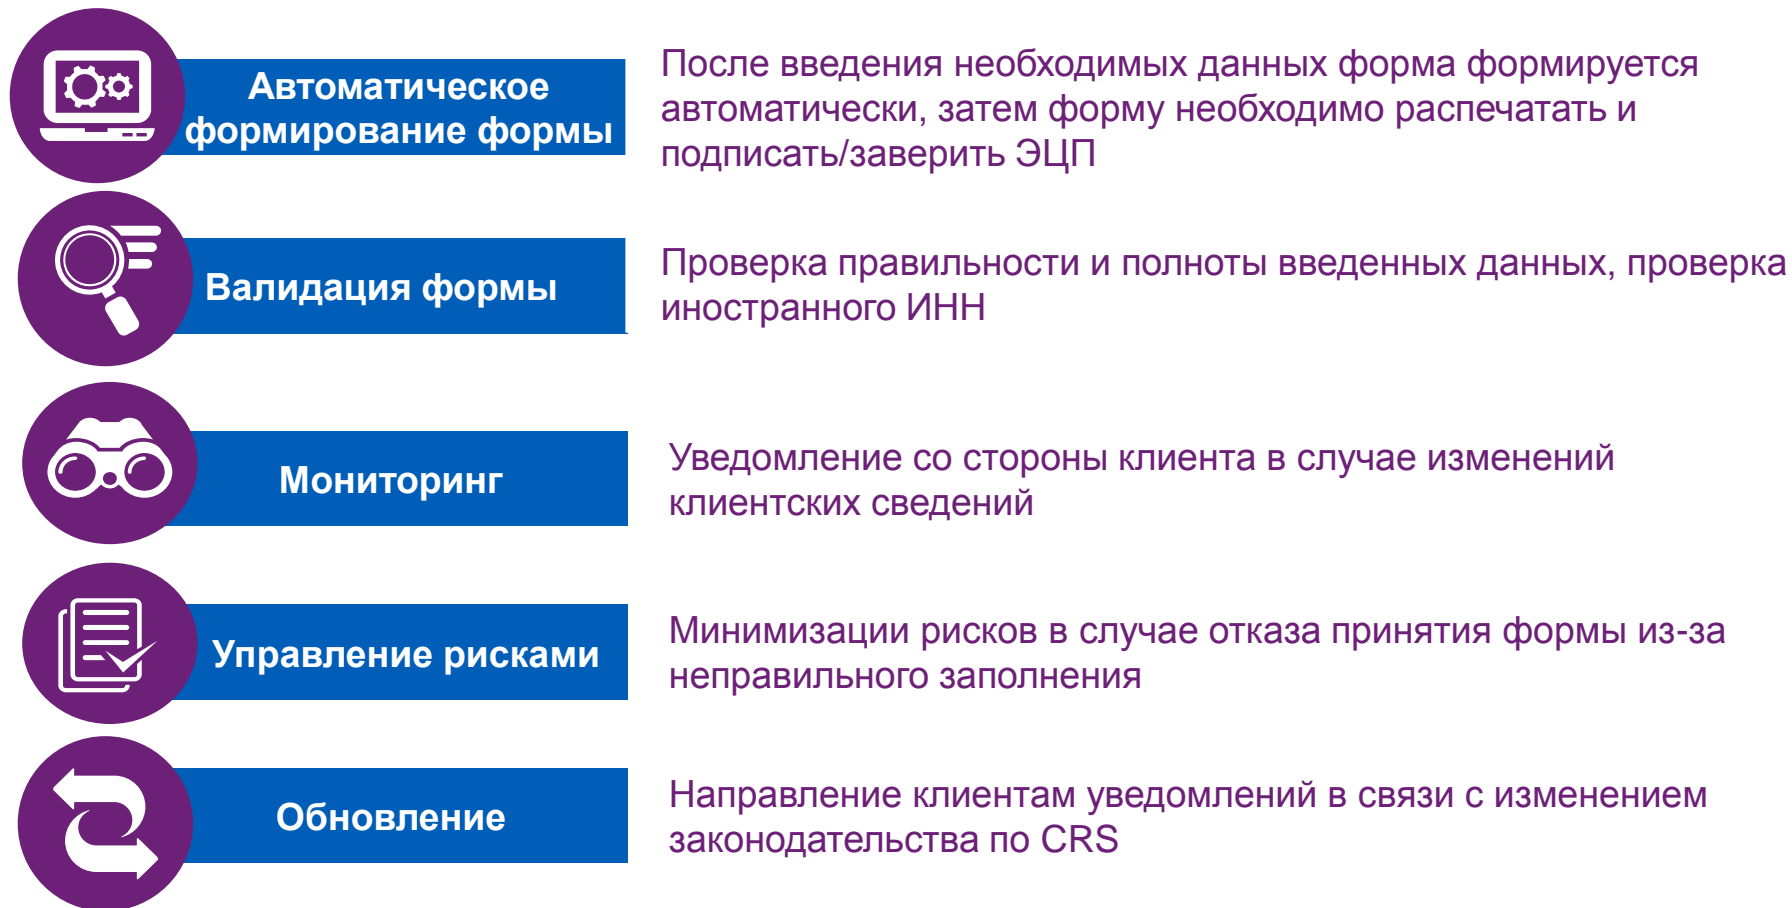 Автоматическое
формирование формы
После введения необходимых данных форма формируется
автоматически, затем форму необходимо распечатать и
подписать/заверить ЭЦП
Валидация формы
Проверка правильности и полноты введенных данных, проверка
иностранного ИНН
Мониторинг
Уведомление со стороны клиента в случае изменений
клиентских сведений
Управление рисками
Минимизации рисков в случае отказа принятия формы из-за
неправильного заполнения
Обновление
Направление клиентам уведомлений в связи с изменением
законодательства по CRS